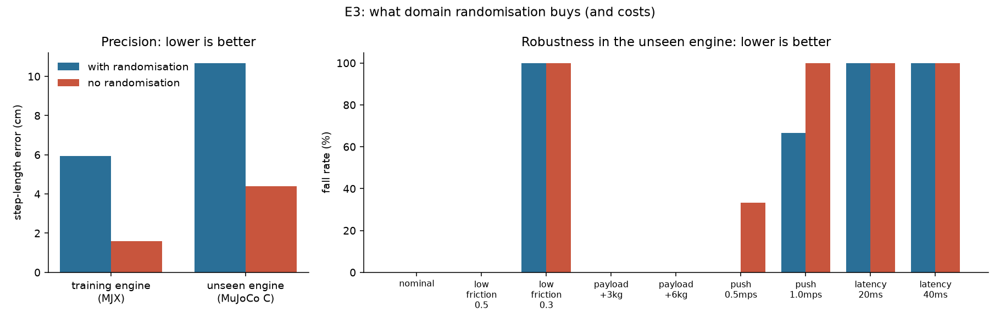 E3: what domain randomisation buys (and costs)
Precision: lower is better
with randomisation
no randomisation
step-length error (cm)
10
8
6
4
2
0
training engine
(MJX)
unseen engine
(MuJoCo C)
Robustness in the unseen engine: lower is better
fall rate (%)
100
80
60
40
20
0
nominal
low
friction
0.5
low
friction
0.3
payload
+3kg
payload
+6kg
push
0.5mps
push
1.0mps
latency
20ms
latency
40ms